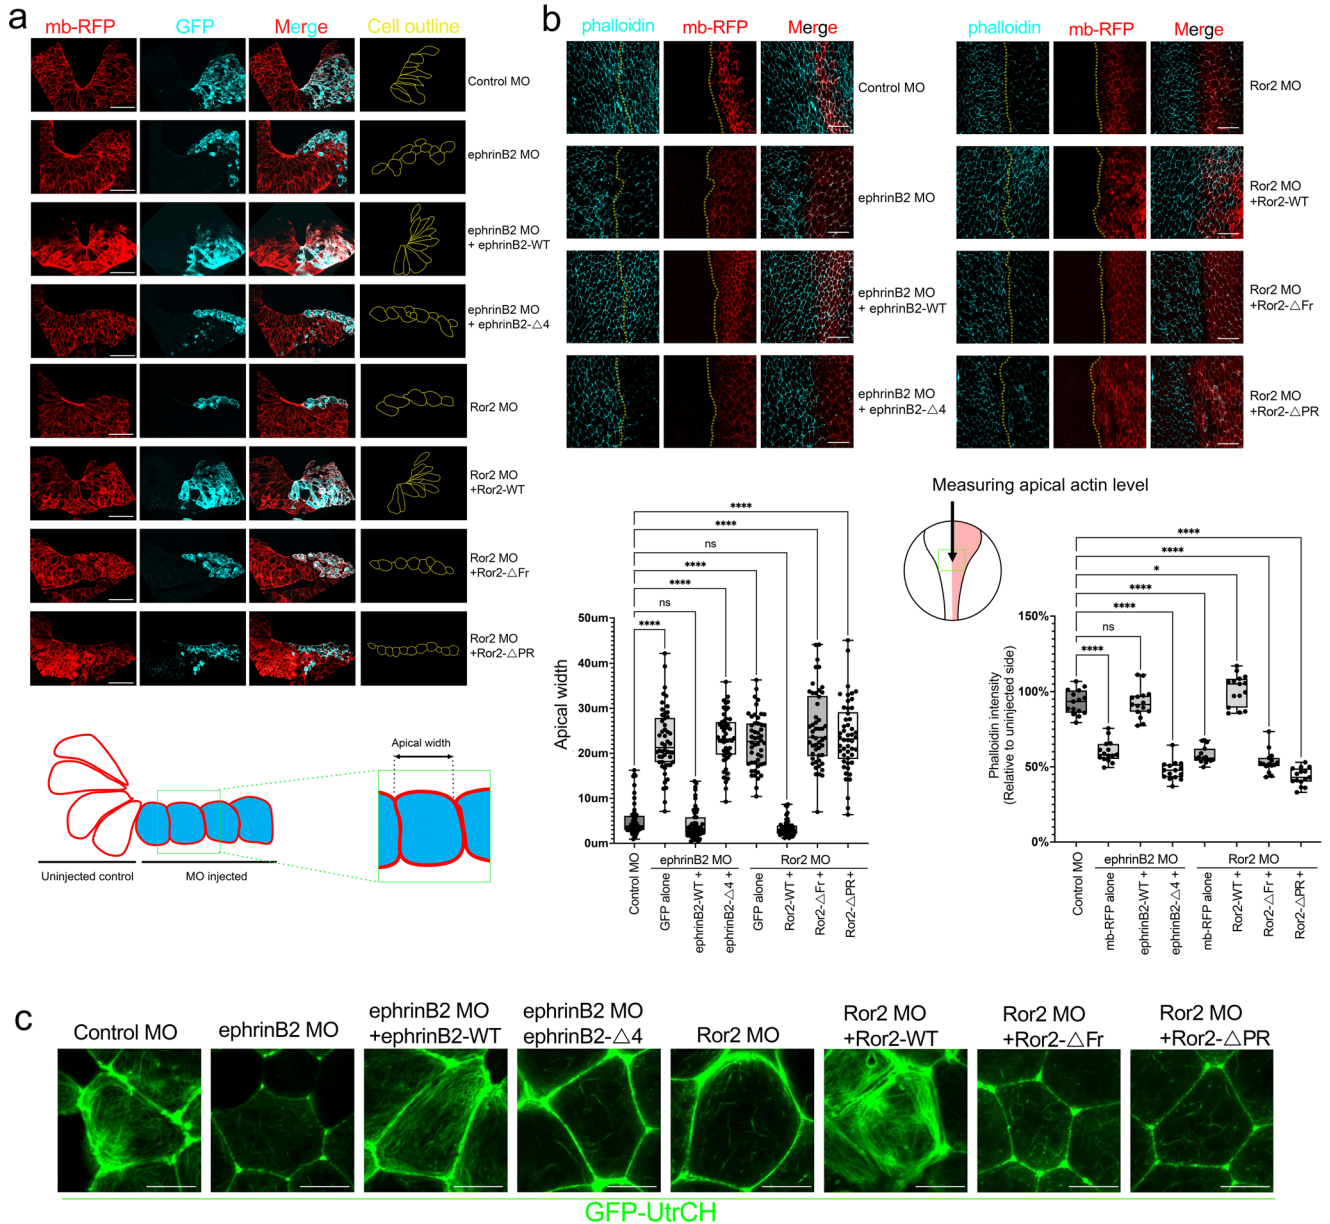 a
mb-RFP GFP Merge Cell outline
Control MO
ephrinB2 MO
ephrinB2 MO
+ ephrinB2-WT
ephrinB2 MO
+ ephrinB2-△4
Ror2 MO
Ror2 MO
+Ror2-WT
Ror2 MO
+Ror2-△Fr
Ror2 MO
+Ror2-△PR
Apical width
Uninjected control
MO injected
b
phalloidin mb-RFP Merge
Control MO
ephrinB2 MO
ephrinB2 MO
+ ephrinB2-WT
ephrinB2 MO
+ ephrinB2-△4
phalloidin mb-RFP Merge
Ror2 MO
Ror2 MO
+Ror2-WT
Ror2 MO
+Ror2-△Fr
Ror2 MO
+Ror2-△PR
****
****
ns
****
****
ns
****
50um
40um
30um
20um
10um
0um
Apical width
Control MO
ephrinB2 MO
GFP alone
ephrinB2-WT +
ephrinB2-△4 +
Ror2 MO
GFP alone
Ror2-WT +
Ror2-△Fr +
Ror2-△PR +
Measuring apical actin level
****
****
*
****
****
ns
****
150%
100%
50%
0%
Phalloidin intensity
(Relative to uninjected side)
Control MO
ephrinB2 MO
mb-RFP alone
ephrinB2-WT +
ephrinB2-△4 +
Ror2 MO
mb-RFP alone
Ror2-WT +
Ror2-△Fr +
Ror2-△PR +
c
Control MO
ephrinB2 MO
ephrinB2 MO
+ephrinB2-WT
ephrinB2 MO
ephrinB2-△4
Ror2 MO
Ror2 MO
+Ror2-WT
Ror2 MO
+Ror2-△Fr
Ror2 MO
+Ror2-△PR
GFP-UtrCH